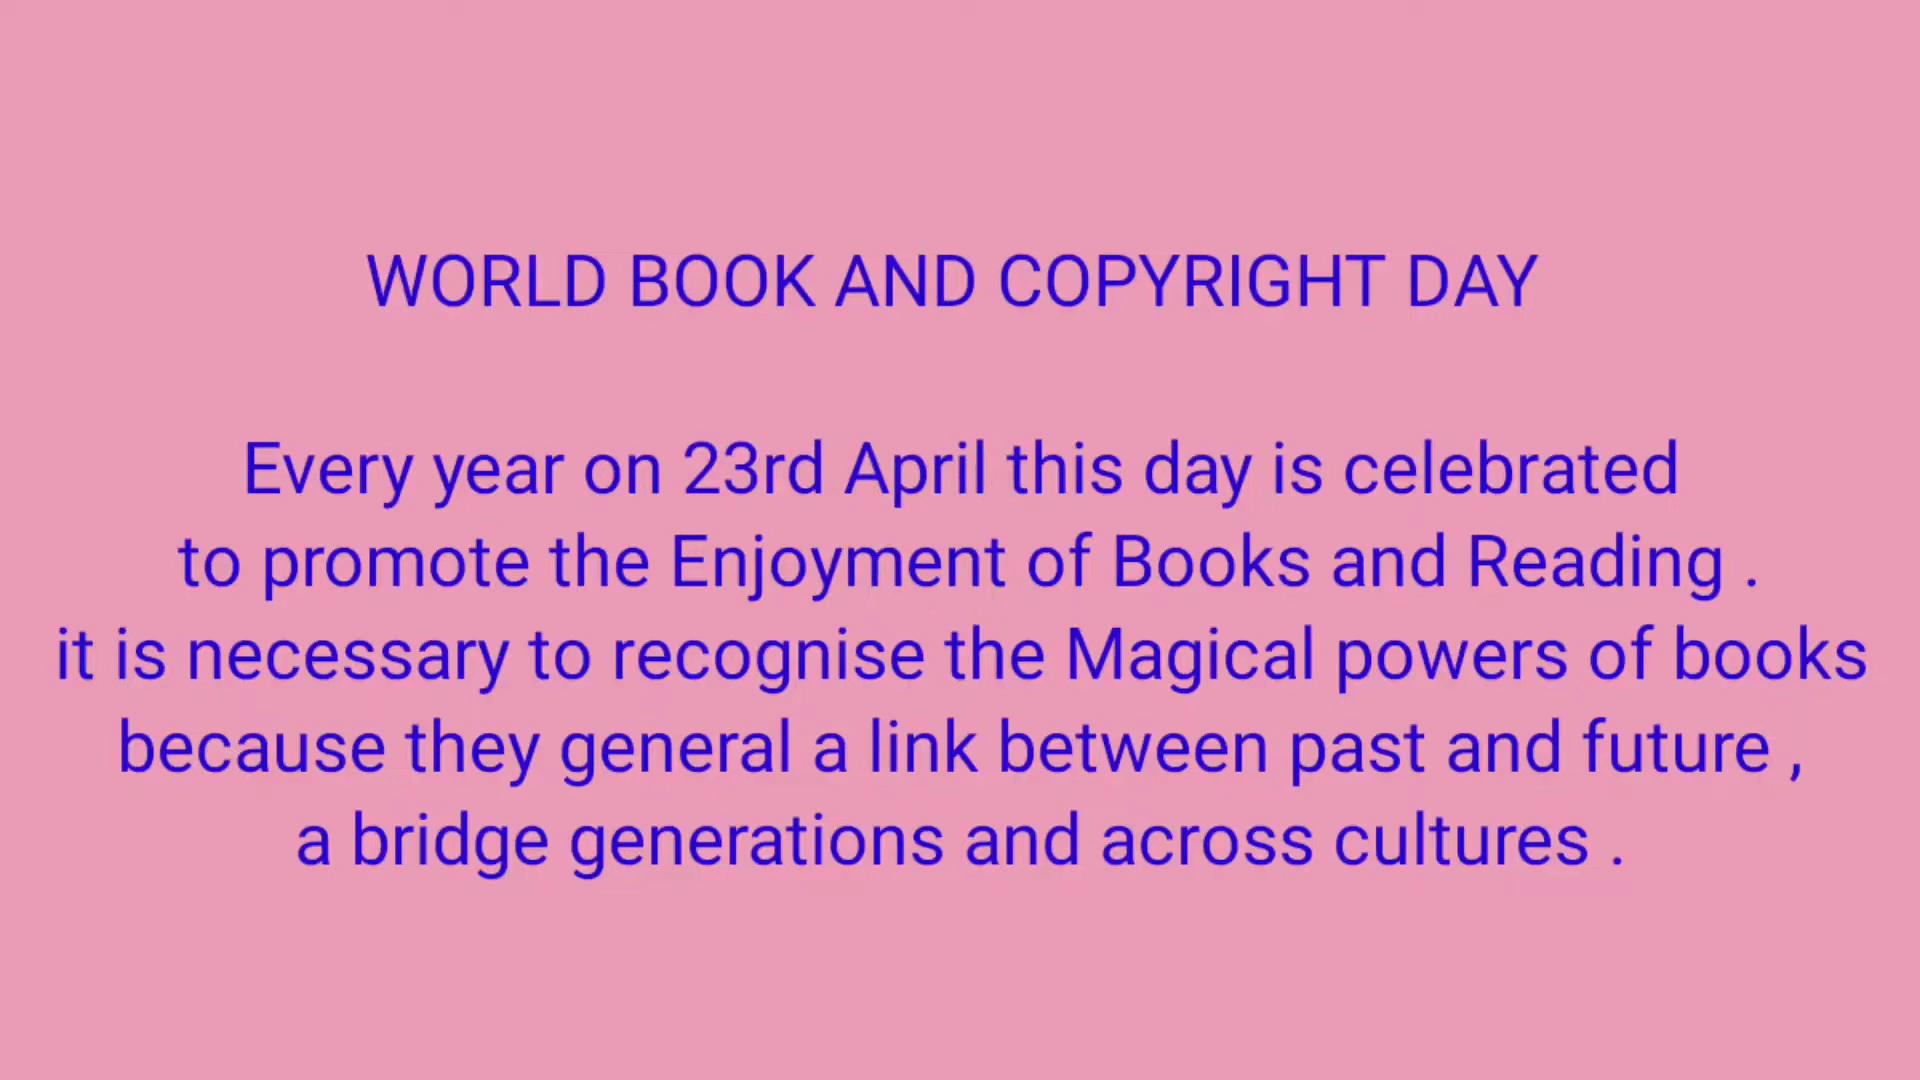 WORLD BOOK AND COPYRIGHT DAY
Every year on 23rd April this day is celebrated
to promote the Enjoyment of Books and Reading .
it is necessary to recognise the Magical powers of books
because they general a link between past and future ,
a bridge generations and across cultures .